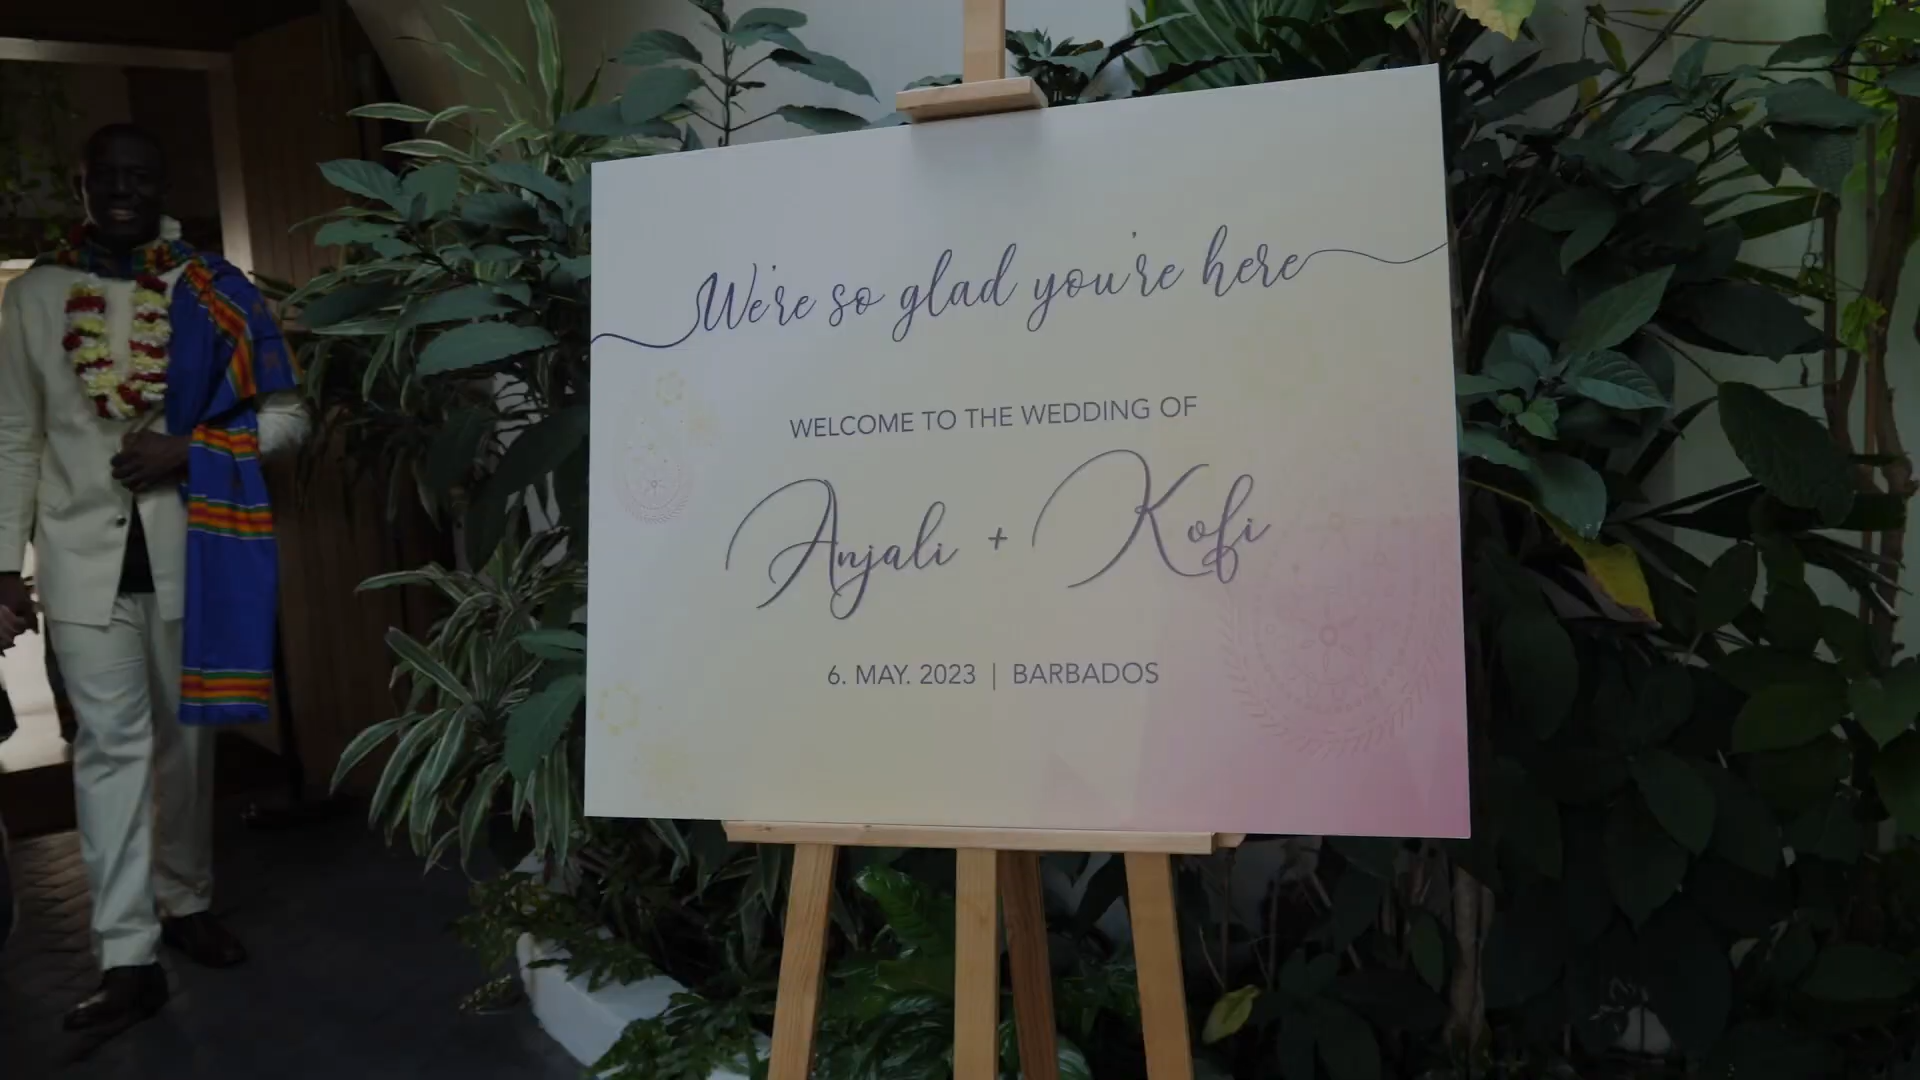 We're so glad you're here
WELCOME TO THE WEDDING OF
Anjali + Kofi
6. MAY. 2023 | BARBADOS